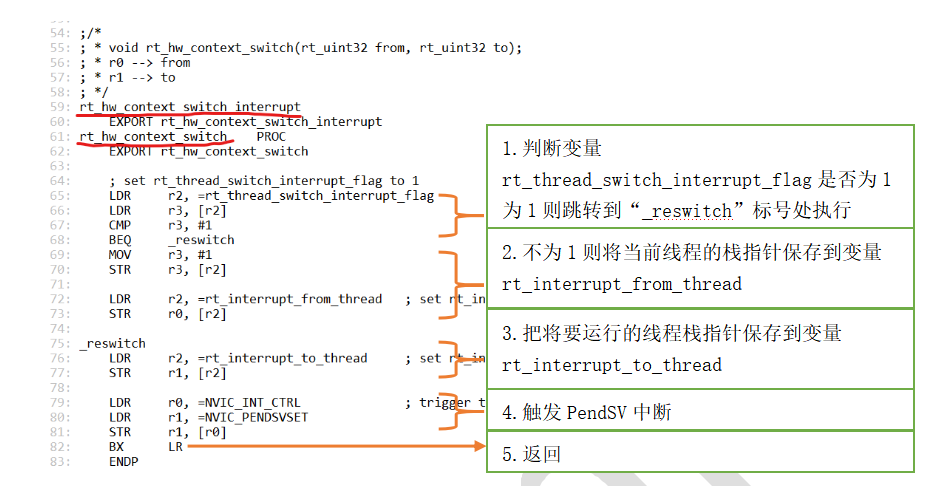 54: ;/*
55: ; * void rt_hw_context_switch(rt_uint32 from, rt_uint32 to);
56: ; * r0 --> from
57: ; * r1 --> to
58: ; */
59: rt_hw_context_switch_interrupt
60:     EXPORT rt_hw_context_switch_interrupt
61: rt_hw_context_switch    PROC
62:     EXPORT rt_hw_context_switch
63:
64:     ; set rt_thread_switch_interrupt_flag to 1
65:     LDR     r2, =rt_thread_switch_interrupt_flag
66:     LDR     r3, [r2]
67:     CMP     r3, #1
68:     BEQ     _reswitch
69:     MOV     r3, #1
70:     STR     r3, [r2]
71:
72:     LDR     r2, =rt_interrupt_from_thread   ; set rt_in
73:     STR     r0, [r2]
74:
75: _reswitch
76:     LDR     r2, =rt_interrupt_to_thread     ; set rt_in
77:     STR     r1, [r2]
78:
79:     LDR     r0, =NVIC_INT_CTRL              ; trigger t
80:     LDR     r1, =NVIC_PENDSVSET
81:     STR     r1, [r0]
82:     BX      LR
83:     ENDP
1.判断变量
rt_thread_switch_interrupt_flag 是否为 1
为 1 则跳转到“_reswitch”标号处执行
2.不为 1 则将当前线程的栈指针保存到变量
rt_interrupt_from_thread
3.把将要运行的线程栈指针保存到变量
rt_interrupt_to_thread
4.触发 PendSV 中断
5.返回